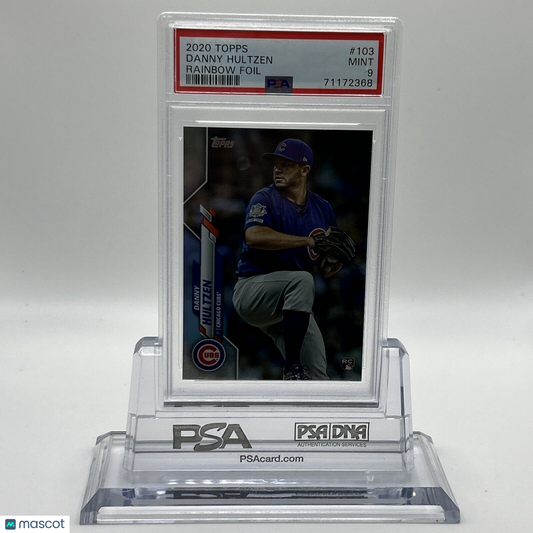 2020 TOPPS #103
DANNY HULTZEN MINT
RAINBOW FOIL PSA 9
71172368
TOPPS
DANNY
HULTZEN
P | CHICAGO CUBS
CUBS
RC
PSA PSA/DNA
AUTHENTICATION SERVICES
PSAcard.com
mascot